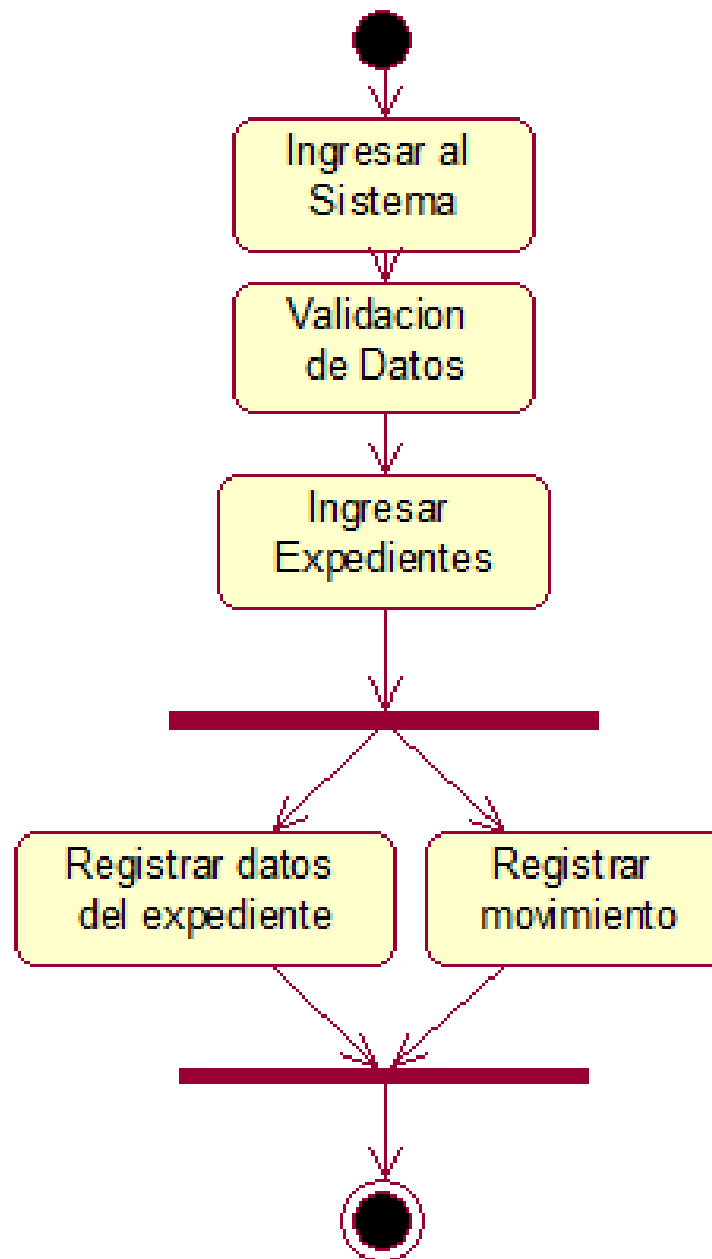 Ingresar al
Sistema
Validacion
de Datos
Ingresar
Expedientes
Registrar datos
del expediente
Registrar
movimiento